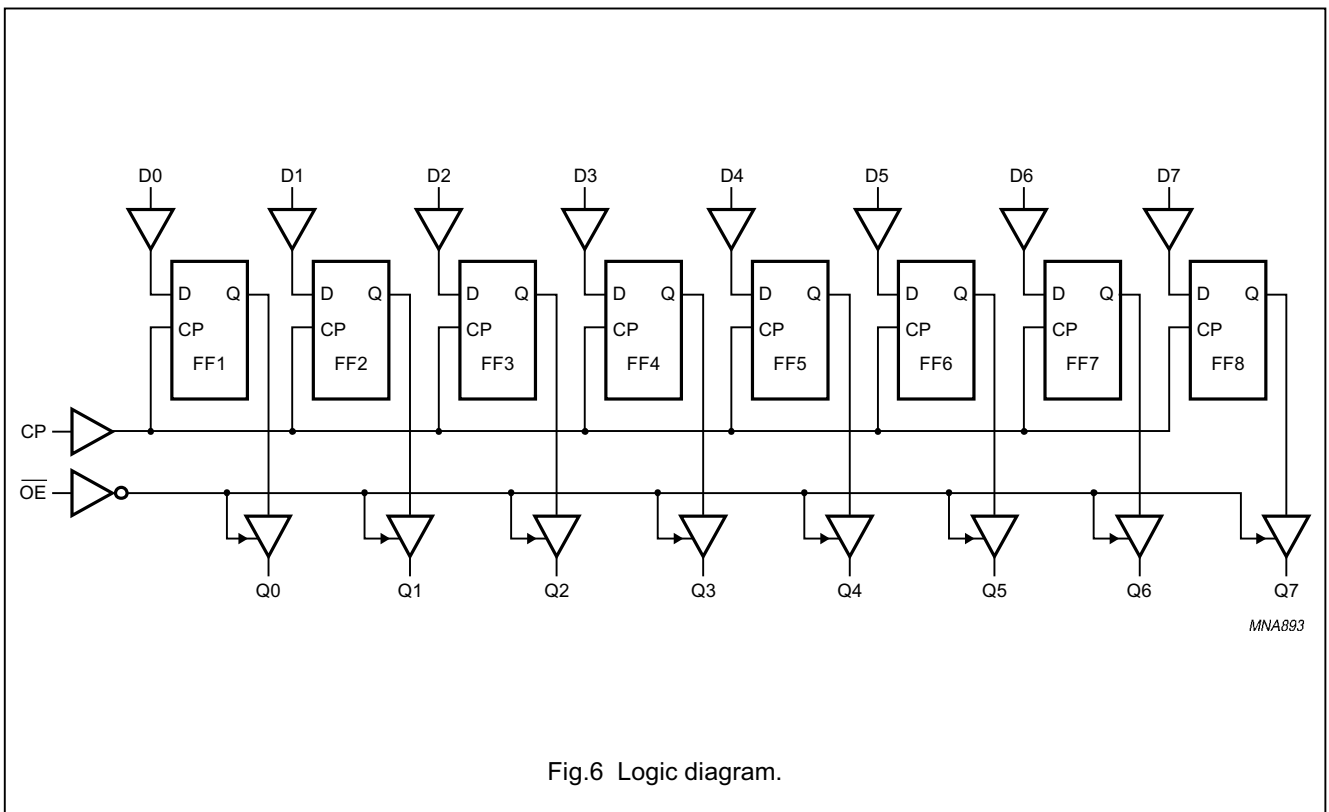 D0 D1 D2 D3 D4 D5 D6 D7
D Q D Q D Q D Q D Q D Q D Q D Q
CP CP CP CP CP CP CP CP
FF1 FF2 FF3 FF4 FF5 FF6 FF7 FF8
CP
O̅E̅
Q0 Q1 Q2 Q3 Q4 Q5 Q6 Q7
MNA893
Fig.6 Logic diagram.